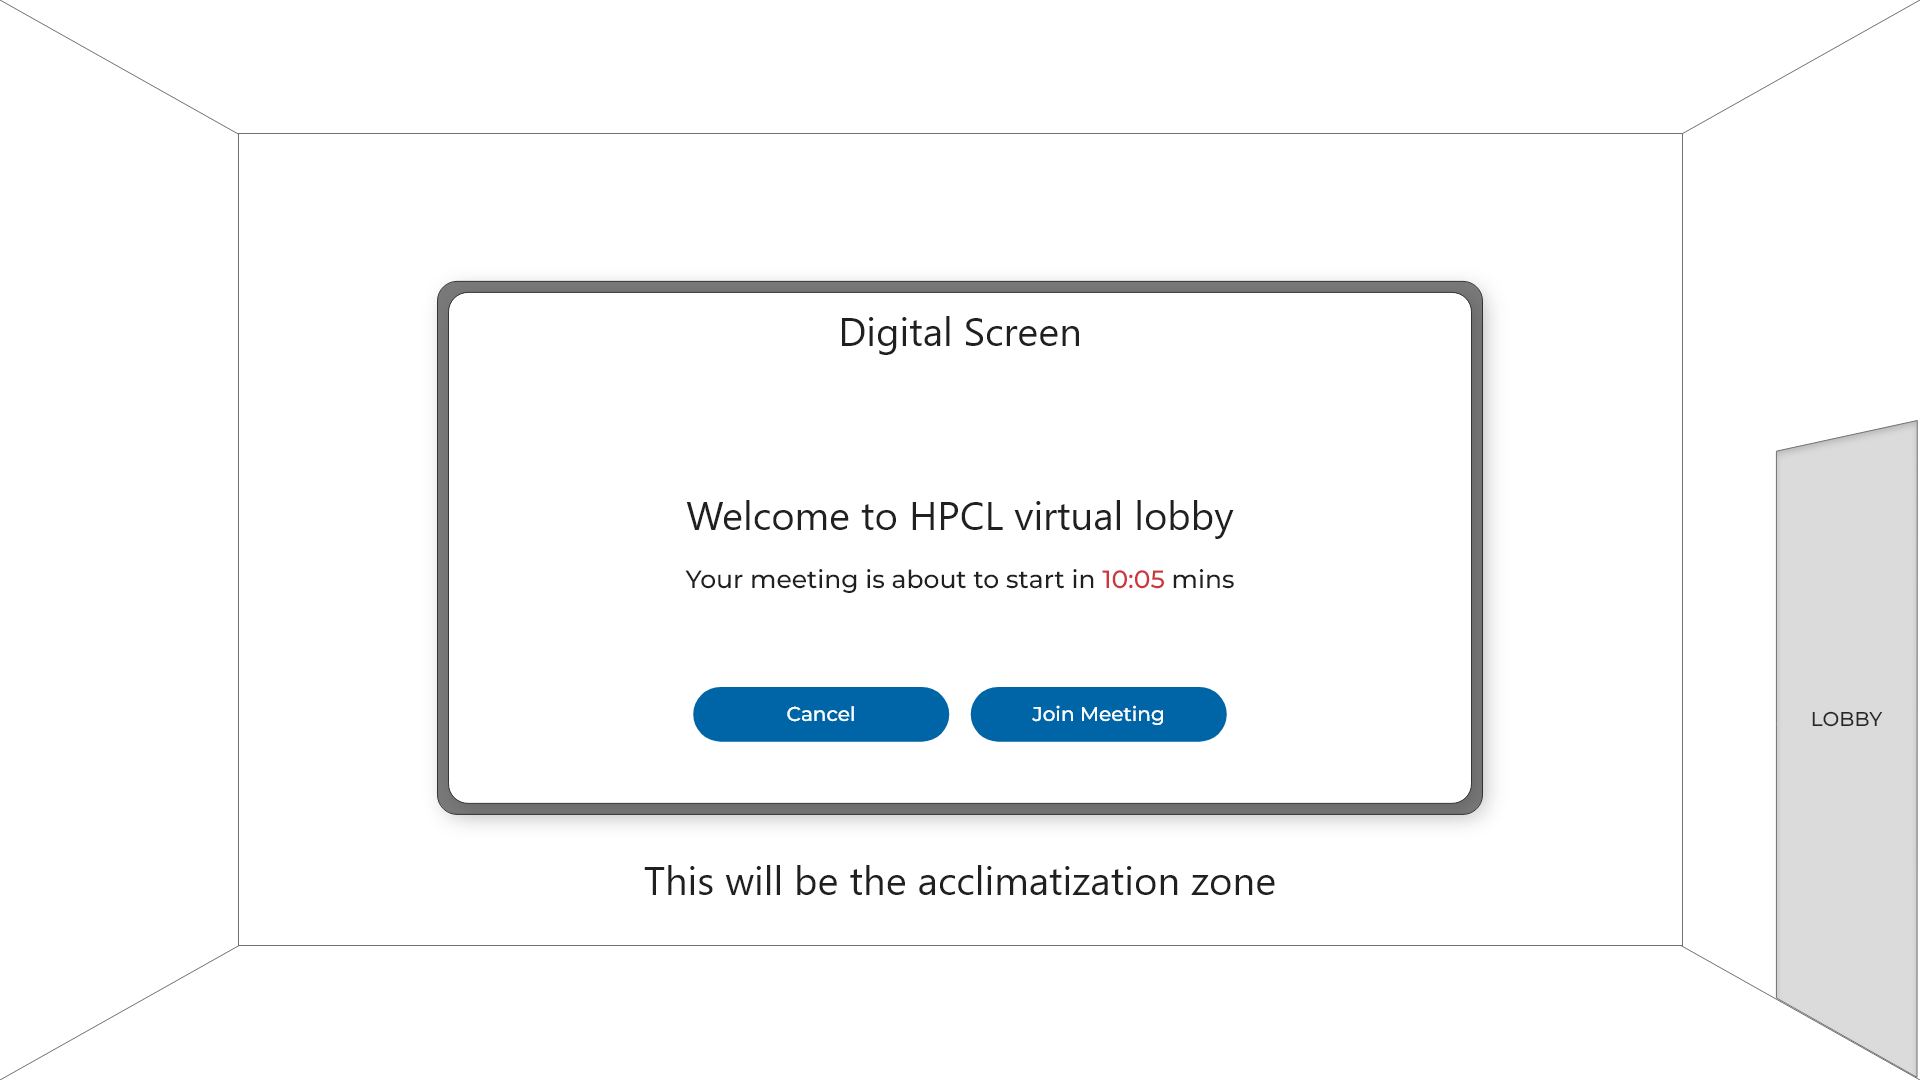 Digital Screen
Welcome to HPCL virtual lobby
Your meeting is about to start in 10:05 mins
Cancel
Join Meeting
LOBBY
This will be the acclimatization zone